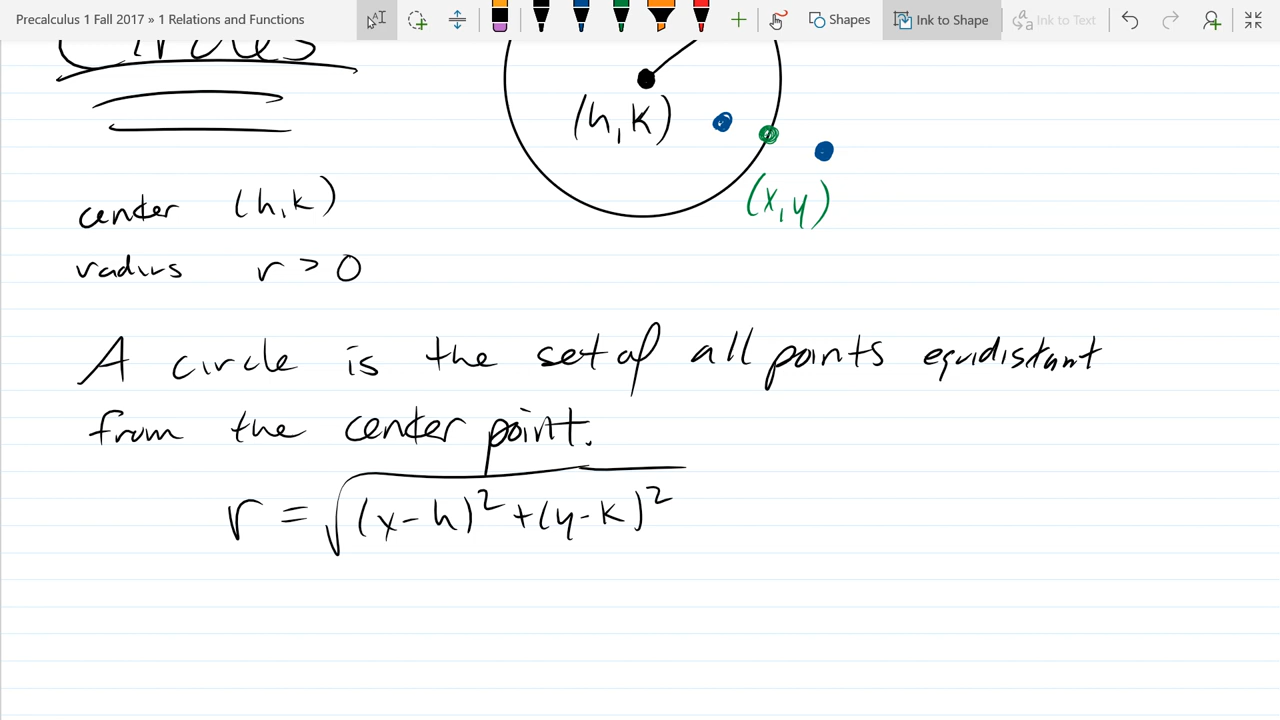 Precalculus 1 Fall 2017 » 1 Relations and Functions
Shapes
Ink to Shape
Ink to Text
Circles
(h,k)
(x,y)
center (h,k)
radius r > 0
A circle is the set of all points equidistant
from the center point.
r = √(x-h)²+(y-k)²